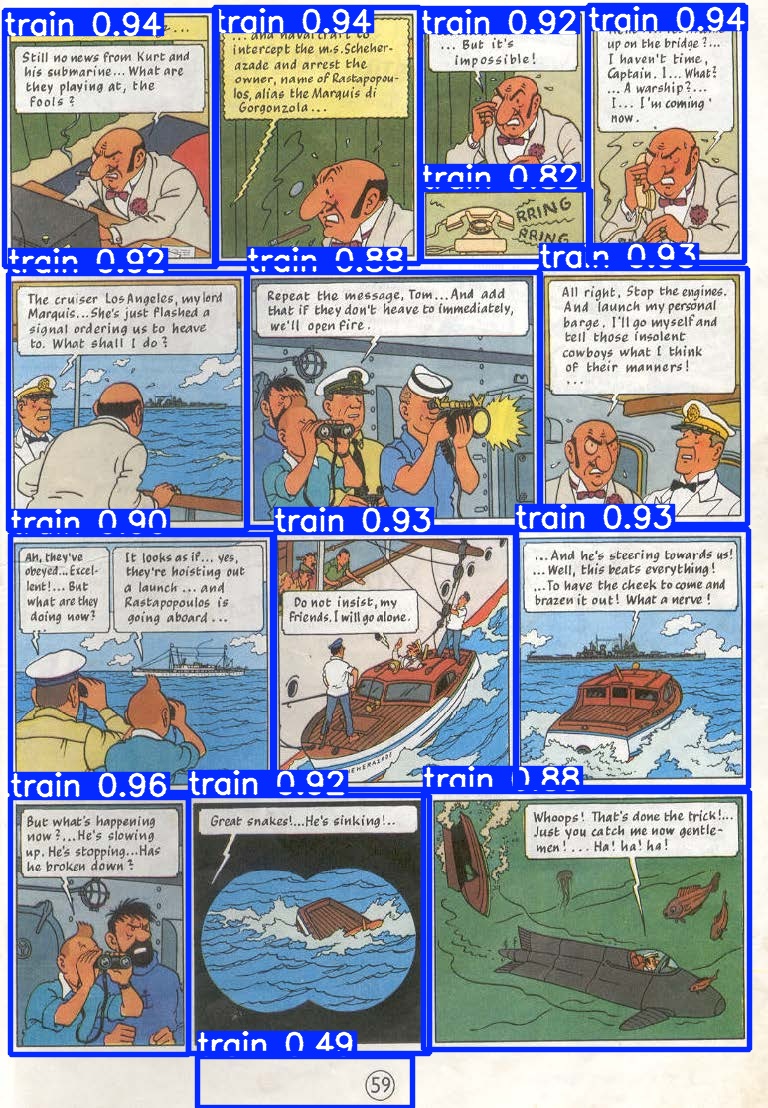 train 0.94
Still no news from Kurt and
his submarine... What are
they playing at, the
fools?
train 0.94
... and naval craft to
intercept the m.s. Scheher-
azade and arrest the
owner, name of Rastapopou-
los, alias the Marquis di
Gorgonzola...
train 0.92
... But it's
impossible!
train 0.82
RRING
RRING
train 0.94
up on the bridge?...
I haven't time,
Captain. I... What?
... A warship?...
I... I'm coming
now.
train 0.92
The cruiser Los Angeles, my lord
Marquis... She's just flashed a
signal ordering us to heave
to. What shall I do?
train 0.88
Repeat the message, Tom... And add
that if they don't heave to immediately,
we'll open fire.
train 0.93
All right, Stop the engines.
And launch my personal
barge. I'll go myself and
tell those insolent
cowboys what I think
of their manners!
...
train 0.90
Ah, they've
obeyed... Excel-
lent!... But
what are they
doing now?
It looks as if... yes,
they're hoisting out
a launch... and
Rastapopoulos is
going aboard...
train 0.93
Do not insist, my
friends. I will go alone.
train 0.93
... And he's steering towards us!
... Well, this beats everything!
... To have the cheek to come and
brazen it out! What a nerve!
train 0.96
But what's happening
now?... He's slowing
up. He's stopping... Has
he broken down?
train 0.92
Great snakes!... He's sinking!..
train 0.88
Whoops! That's done the trick!...
Just you catch me now gentle-
men!... Ha! ha! ha!
train 0.49
59